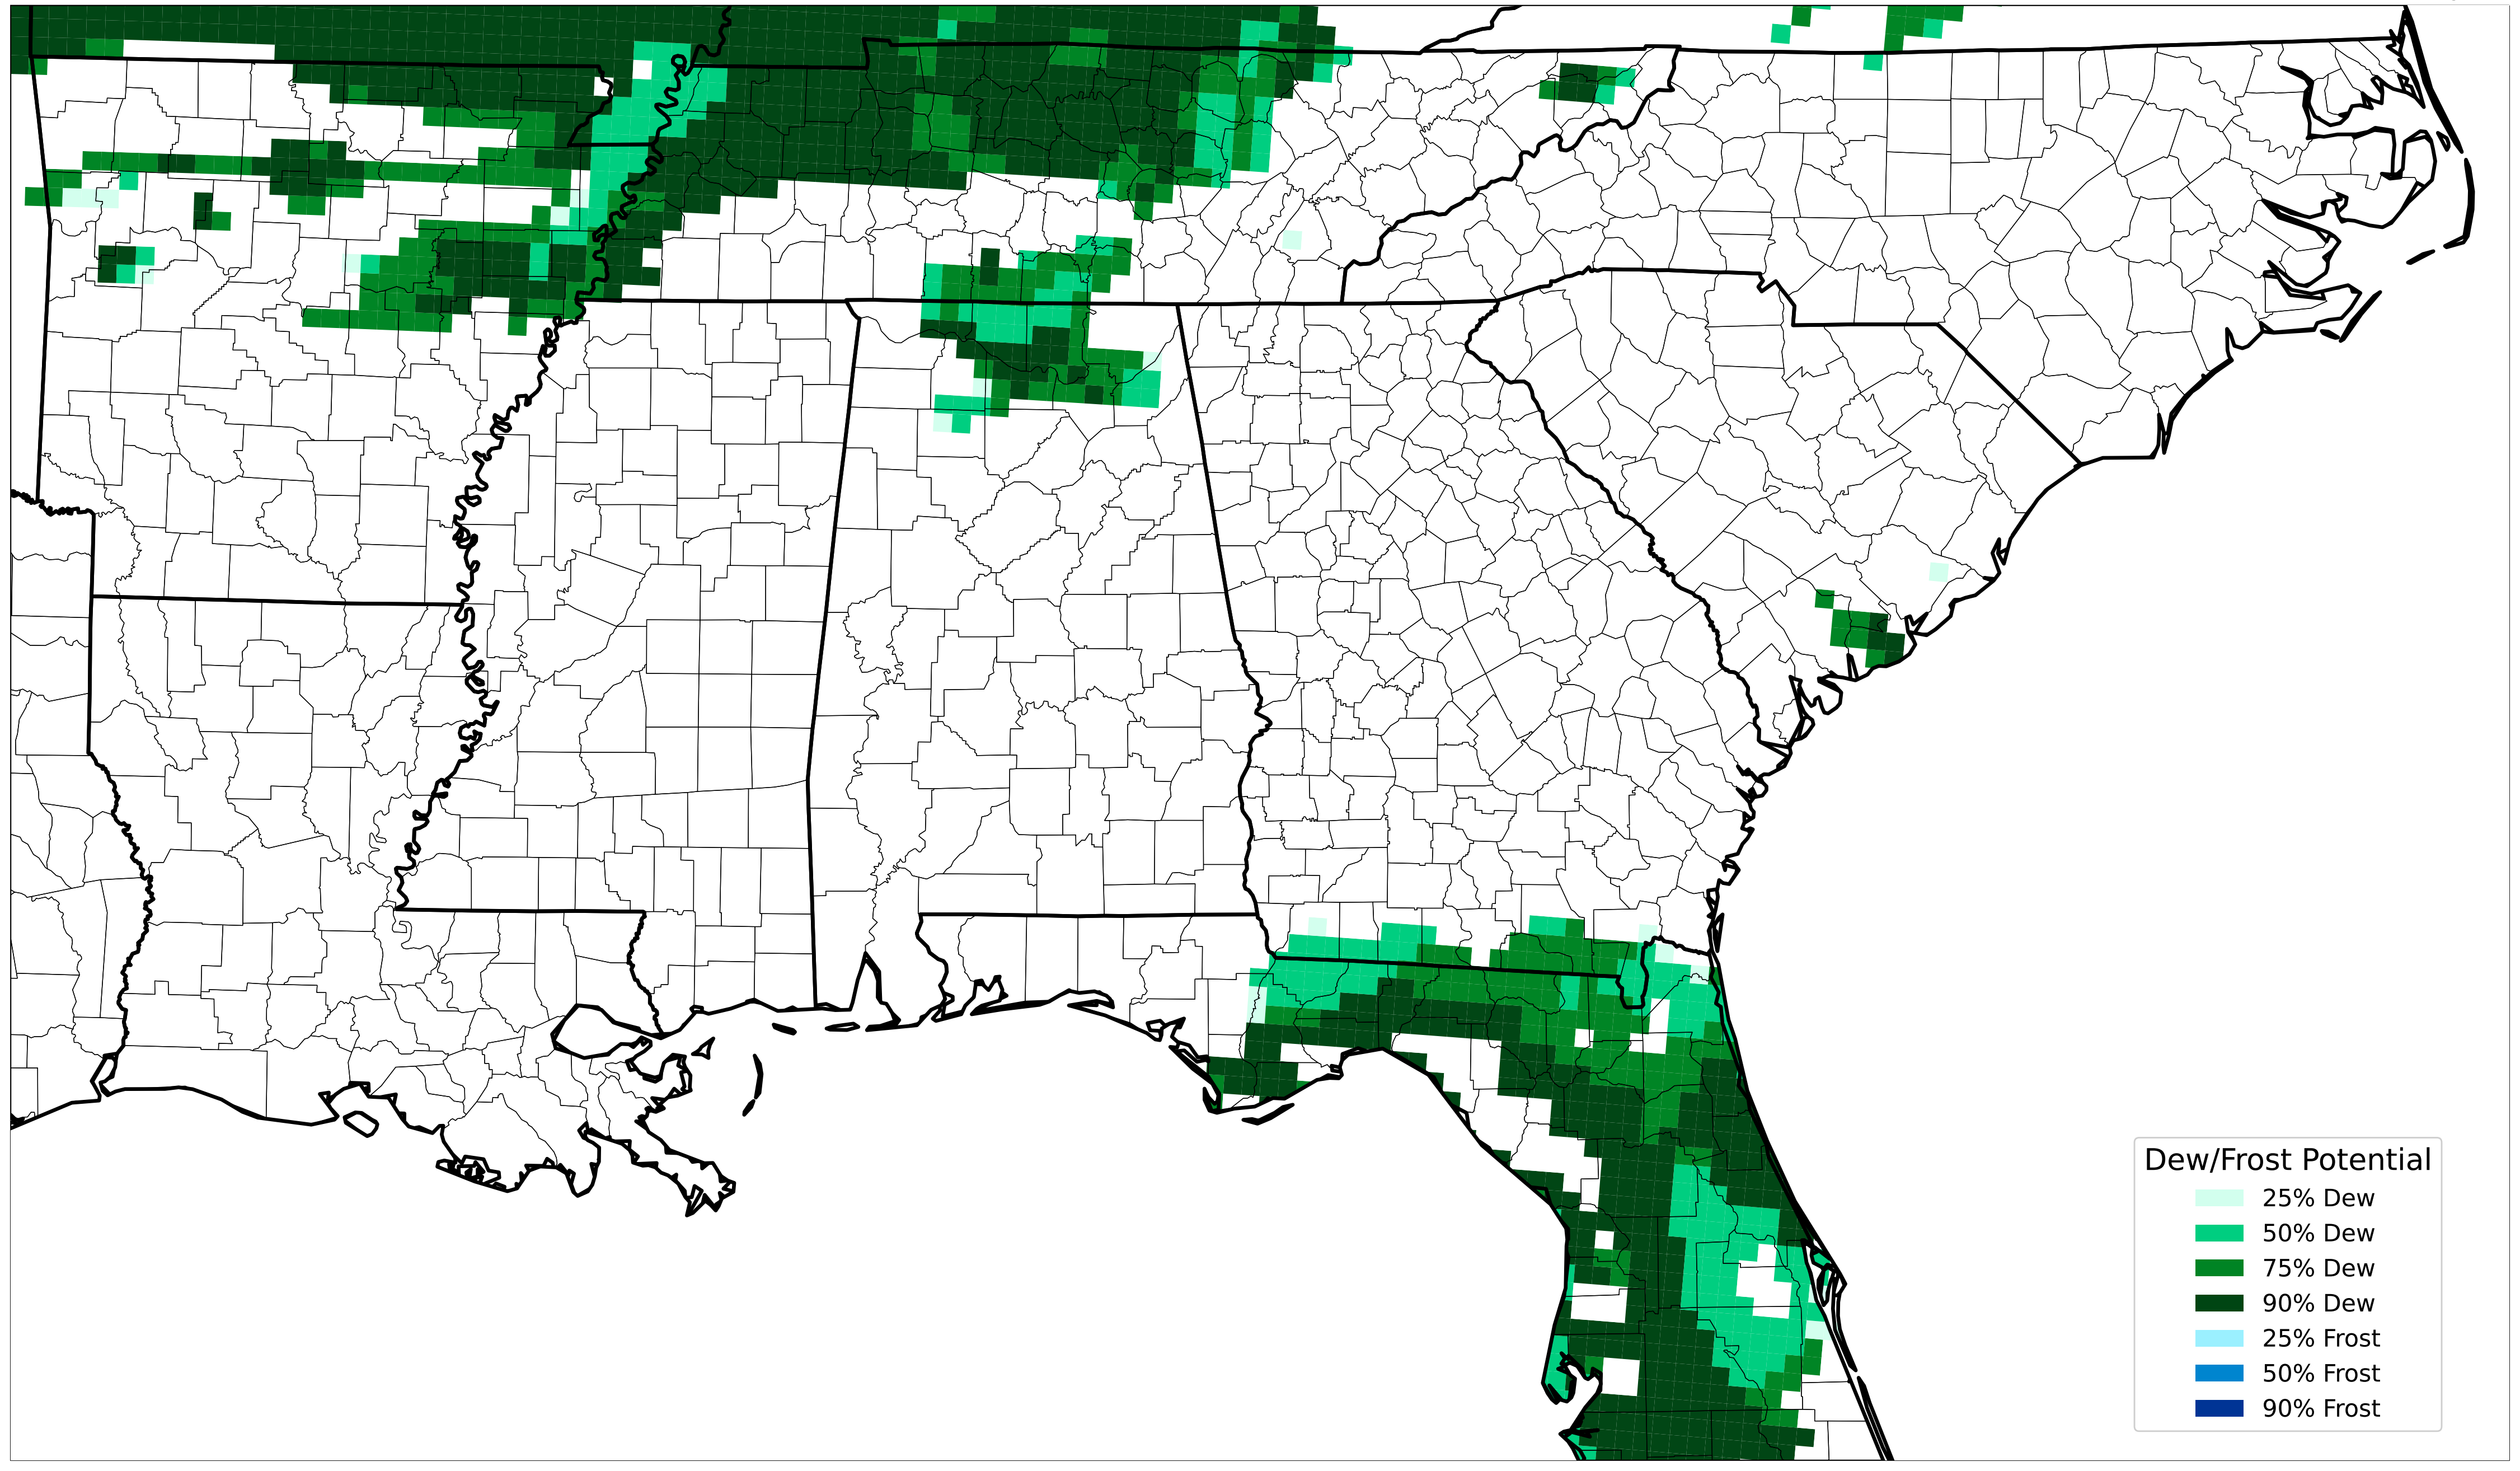 Dew/Frost Potential
25% Dew
50% Dew
75% Dew
90% Dew
25% Frost
50% Frost
90% Frost